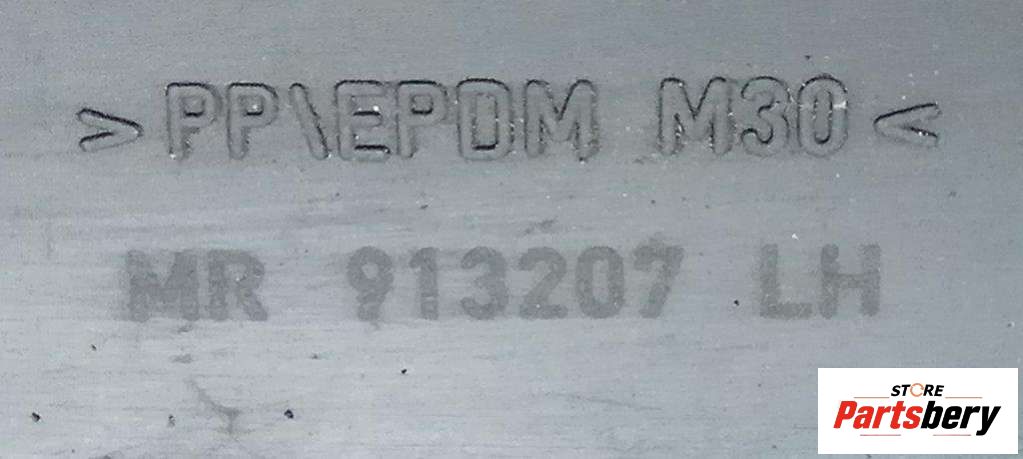 >PP\EPDM M30<
MR 913207 LH
STORE
Partsbery